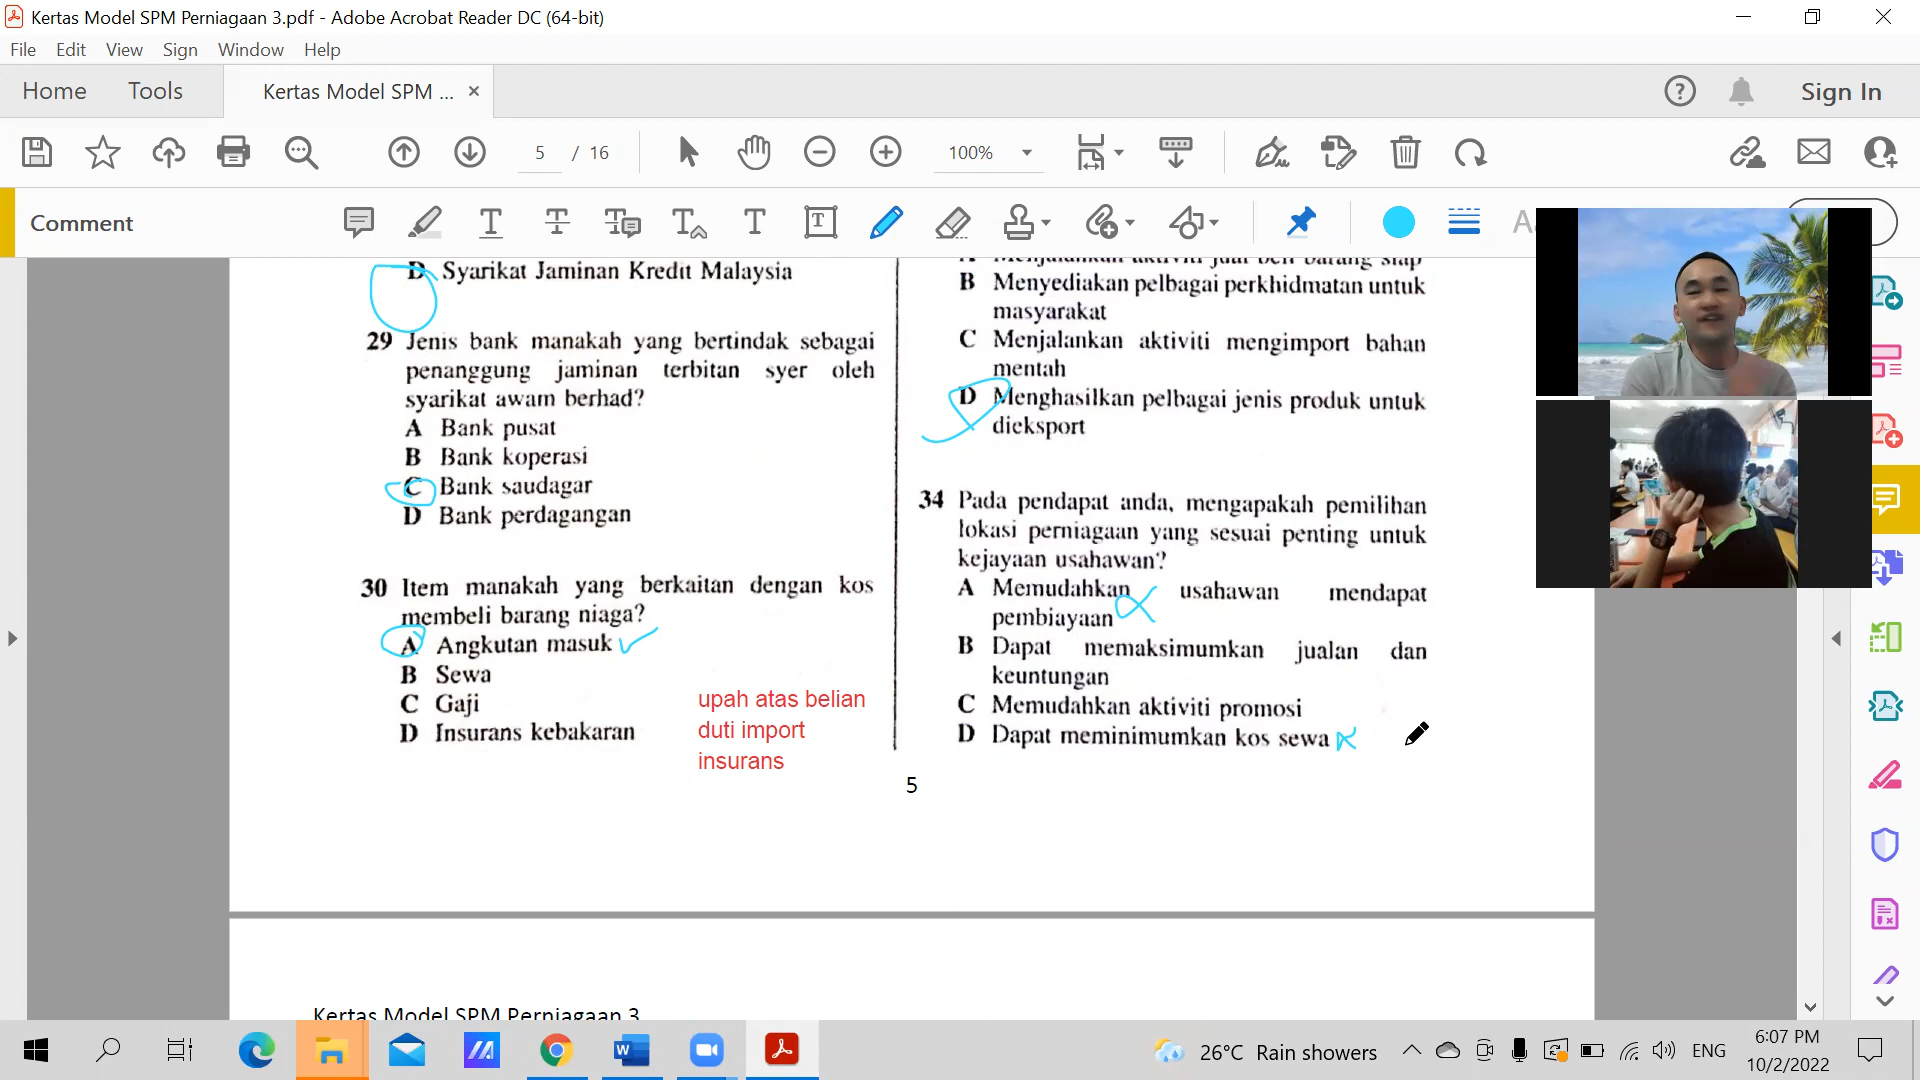 Kertas Model SPM Perniagaan 3.pdf - Adobe Acrobat Reader DC (64-bit)
File Edit View Sign Window Help
Home Tools Kertas Model SPM ... × Sign In
5 / 16 100%
Comment
D Syarikat Jaminan Kredit Malaysia
29 Jenis bank manakah yang bertindak sebagai
penanggung jaminan terbitan syer oleh
syarikat awam berhad?
A Bank pusat
B Bank koperasi
C Bank saudagar
D Bank perdagangan
30 Item manakah yang berkaitan dengan kos
membeli barang niaga?
A Angkutan masuk
B Sewa
C Gaji
D Insurans kebakaran
upah atas belian
duti import
insurans
A Menjalankan aktiviti jual beli barang siap
B Menyediakan pelbagai perkhidmatan untuk
masyarakat
C Menjalankan aktiviti mengimport bahan
mentah
D Menghasilkan pelbagai jenis produk untuk
dieksport
34 Pada pendapat anda, mengapakah pemilihan
lokasi perniagaan yang sesuai penting untuk
kejayaan usahawan?
A Memudahkan usahawan mendapat
pembiayaan
B Dapat memaksimumkan jualan dan
keuntungan
C Memudahkan aktiviti promosi
D Dapat meminimumkan kos sewa
5
Kertas Model SPM Perniagaan 3
26°C Rain showers
ENG
6:07 PM
10/2/2022